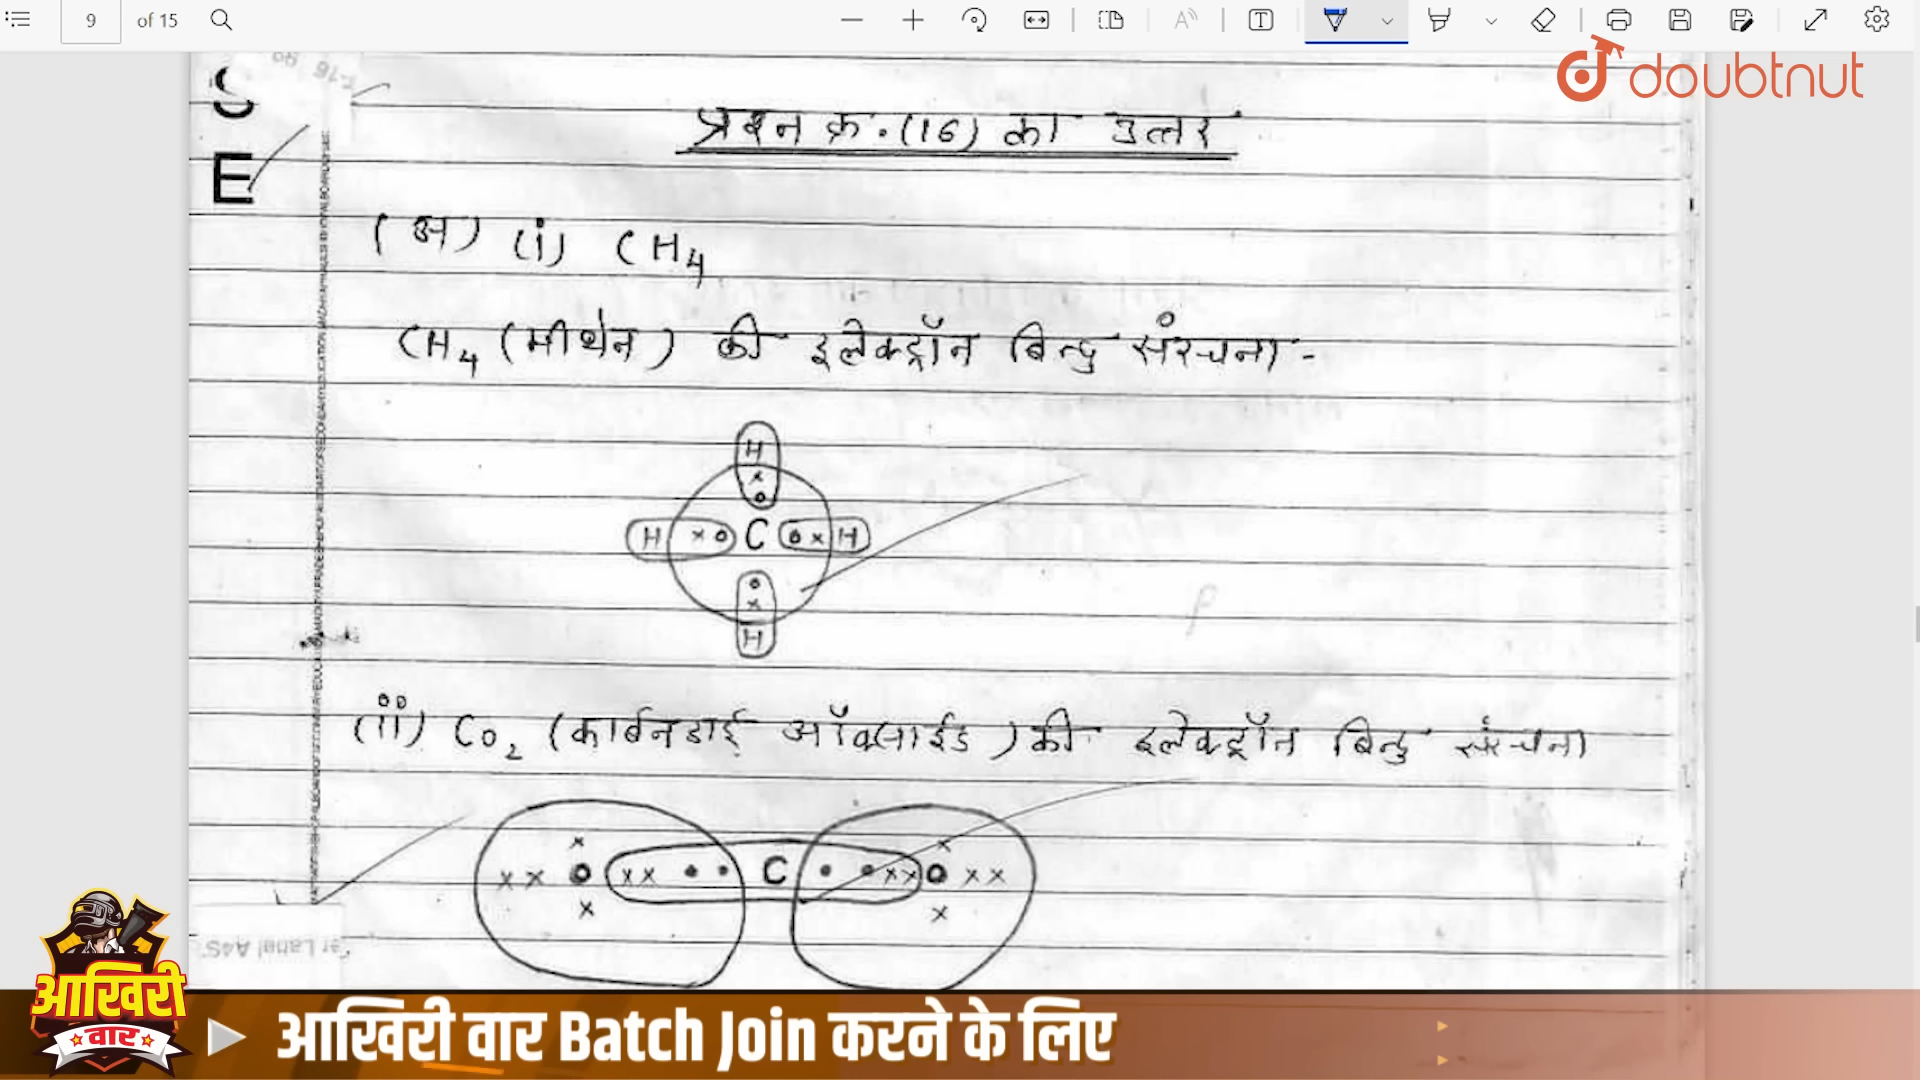 9 of 15
doubtnut
S
E
प्रश्न क्र.(16) का उत्तर
(अ) (i) CH4
CH4 (मीथेन) की इलेक्ट्रॉन बिन्दु संरचना -
H
x
o
H x o C o x H
o
x
H
(ii) CO2 (कार्बनडाई ऑक्साईड) की इलेक्ट्रॉन बिन्दु संरचना
x x
x x O x x • • C • • x x O x x
x x
आखिरी
वार
आखिरी वार Batch Join करने के लिए